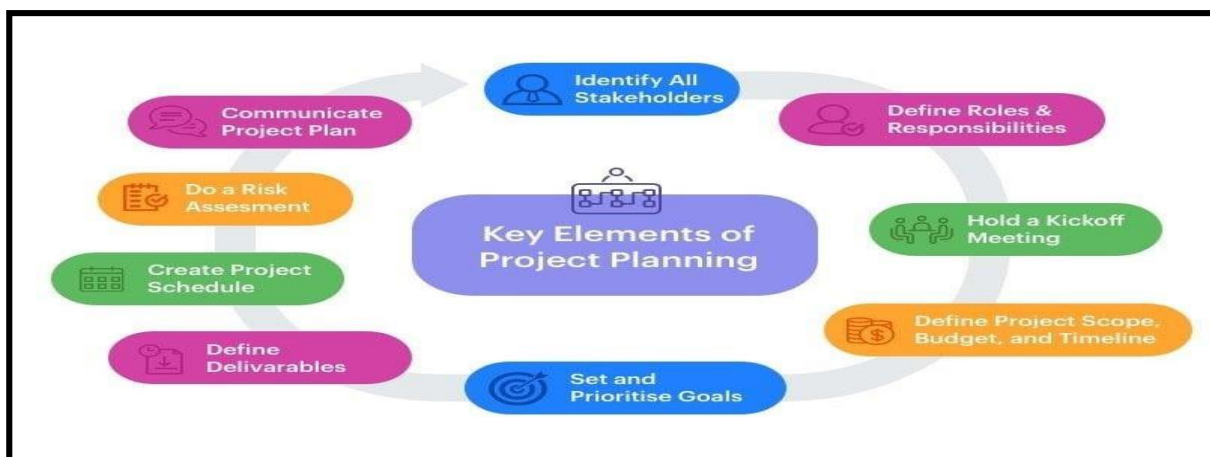 Identify All
Stakeholders
Define Roles &
Responsibilities
Hold a Kickoff
Meeting
Define Project Scope,
Budget, and Timeline
Set and
Prioritise Goals
Define
Delivarables
Create Project
Schedule
Do a Risk
Assesment
Communicate
Project Plan
Key Elements of
Project Planning